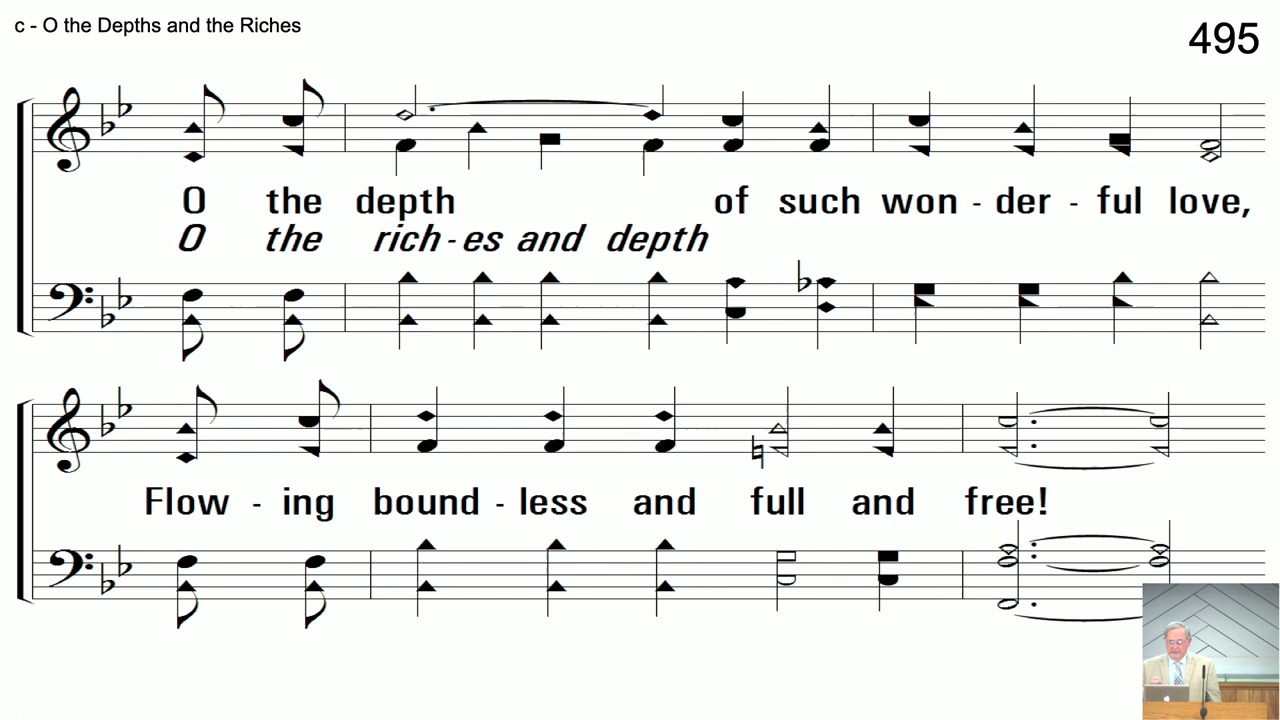 c - O the Depths and the Riches
495
O the depth of such won - der - ful love,
O the rich - es and depth
Flow - ing bound - less and full and free!